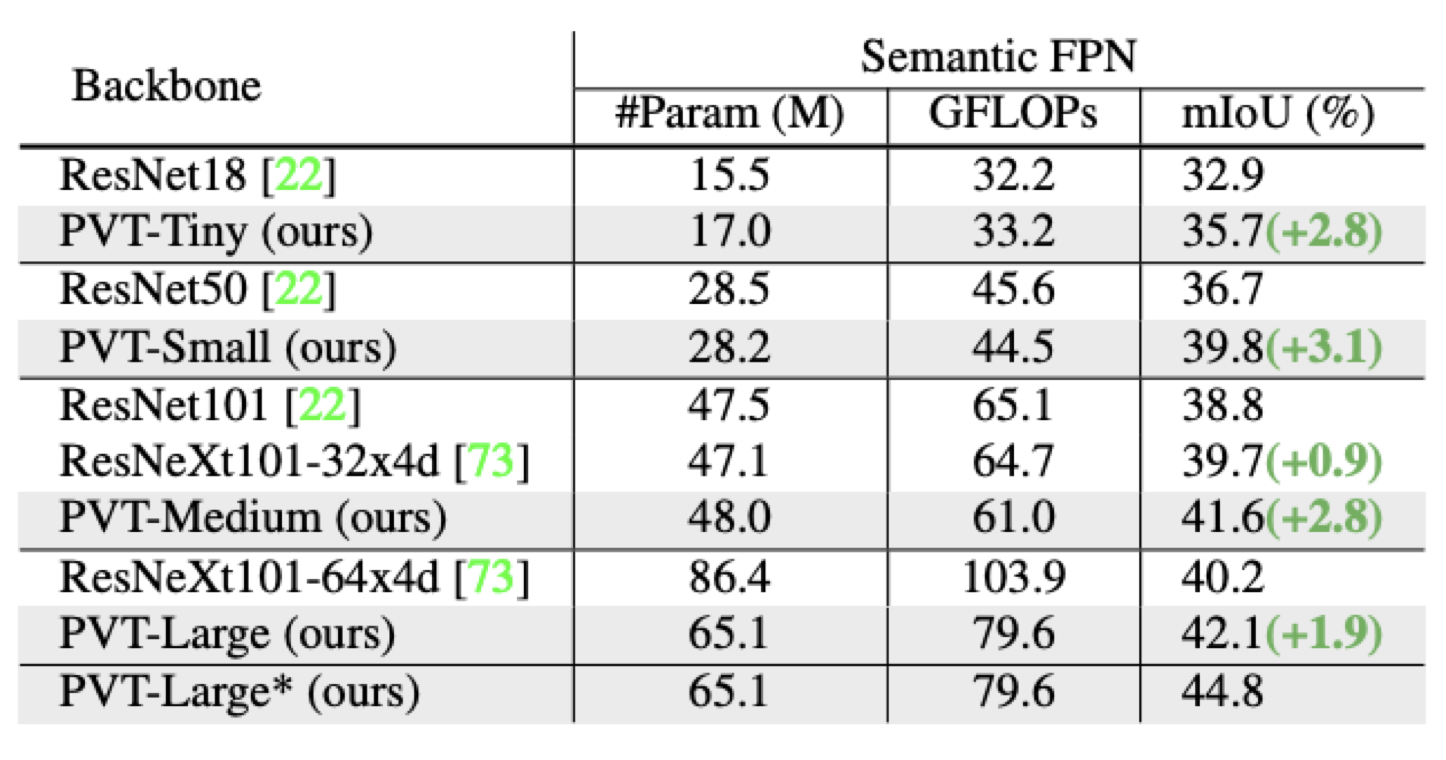 Backbone Semantic FPN
#Param (M) GFLOPs mIoU (%)
ResNet18 [22] 15.5 32.2 32.9
PVT-Tiny (ours) 17.0 33.2 35.7(+2.8)
ResNet50 [22] 28.5 45.6 36.7
PVT-Small (ours) 28.2 44.5 39.8(+3.1)
ResNet101 [22] 47.5 65.1 38.8
ResNeXt101-32x4d [73] 47.1 64.7 39.7(+0.9)
PVT-Medium (ours) 48.0 61.0 41.6(+2.8)
ResNeXt101-64x4d [73] 86.4 103.9 40.2
PVT-Large (ours) 65.1 79.6 42.1(+1.9)
PVT-Large* (ours) 65.1 79.6 44.8